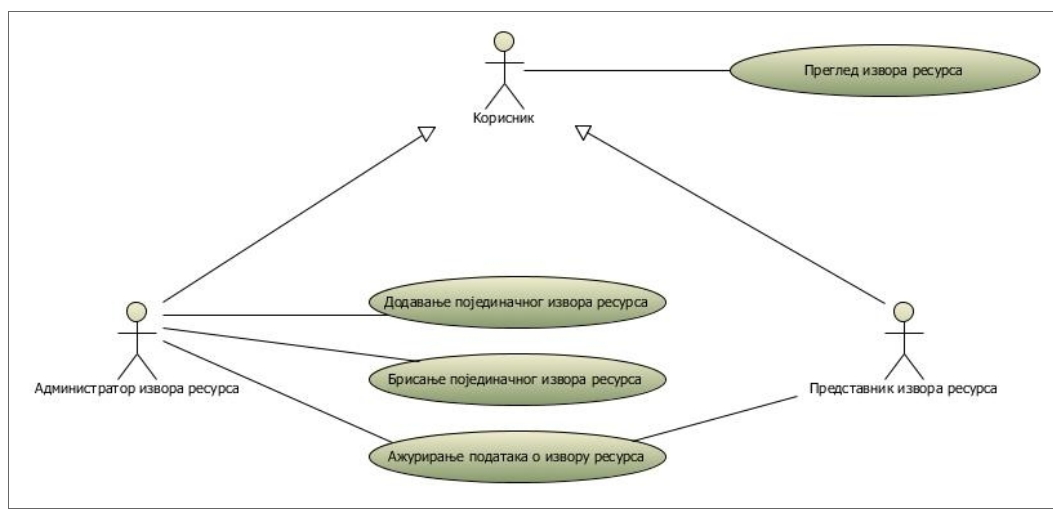 Преглед извора ресурса
Корисник
Додавање појединачног извора ресурса
Администратор извора ресурса
Брисање појединачног извора ресурса
Представник извора ресурса
Ажурирање података о извору ресурса